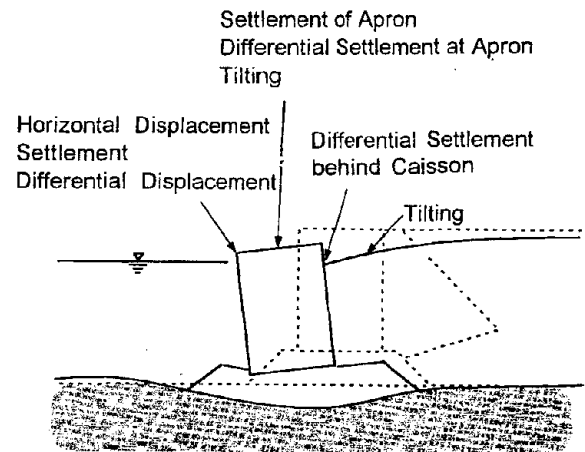 Settlement of Apron
Differential Settlement at Apron
Tilting
Horizontal Displacement
Settlement
Differential Displacement
Differential Settlement
behind Caisson
Tilting